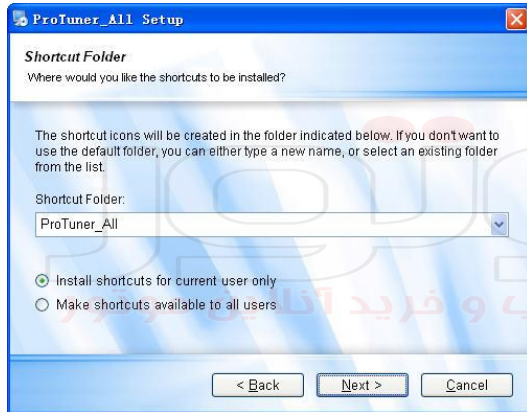 ProTuner_All Setup
Shortcut Folder
Where would you like the shortcuts to be installed?
The shortcut icons will be created in the folder indicated below. If you don't want to
use the default folder, you can either type a new name, or select an existing folder
from the list.
Shortcut Folder:
ProTuner_All
Install shortcuts for current user only
Make shortcuts available to all users
و خرید آنلاین
< Back
Next >
Cancel